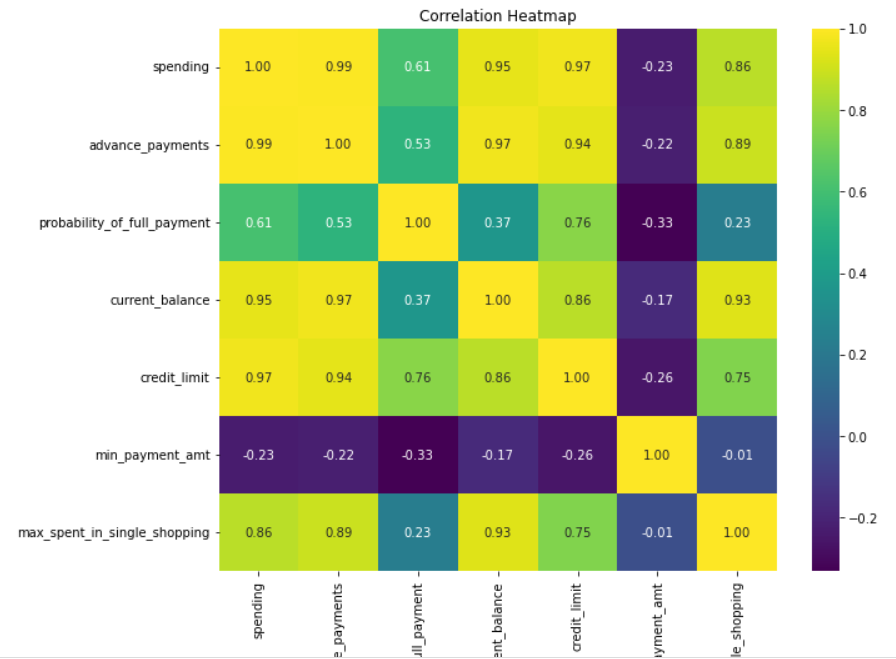 Correlation Heatmap
spending 1.00 0.99 0.61 0.95 0.97 -0.23 0.86
advance_payments 0.99 1.00 0.53 0.97 0.94 -0.22 0.89
probability_of_full_payment 0.61 0.53 1.00 0.37 0.76 -0.33 0.23
current_balance 0.95 0.97 0.37 1.00 0.86 -0.17 0.93
credit_limit 0.97 0.94 0.76 0.86 1.00 -0.26 0.75
min_payment_amt -0.23 -0.22 -0.33 -0.17 -0.26 1.00 -0.01
max_spent_in_single_shopping 0.86 0.89 0.23 0.93 0.75 -0.01 1.00
spending
e_payments
ull_payment
ent_balance
credit_limit
ayment_amt
le_shopping
1.0
0.8
0.6
0.4
0.2
0.0
−0.2